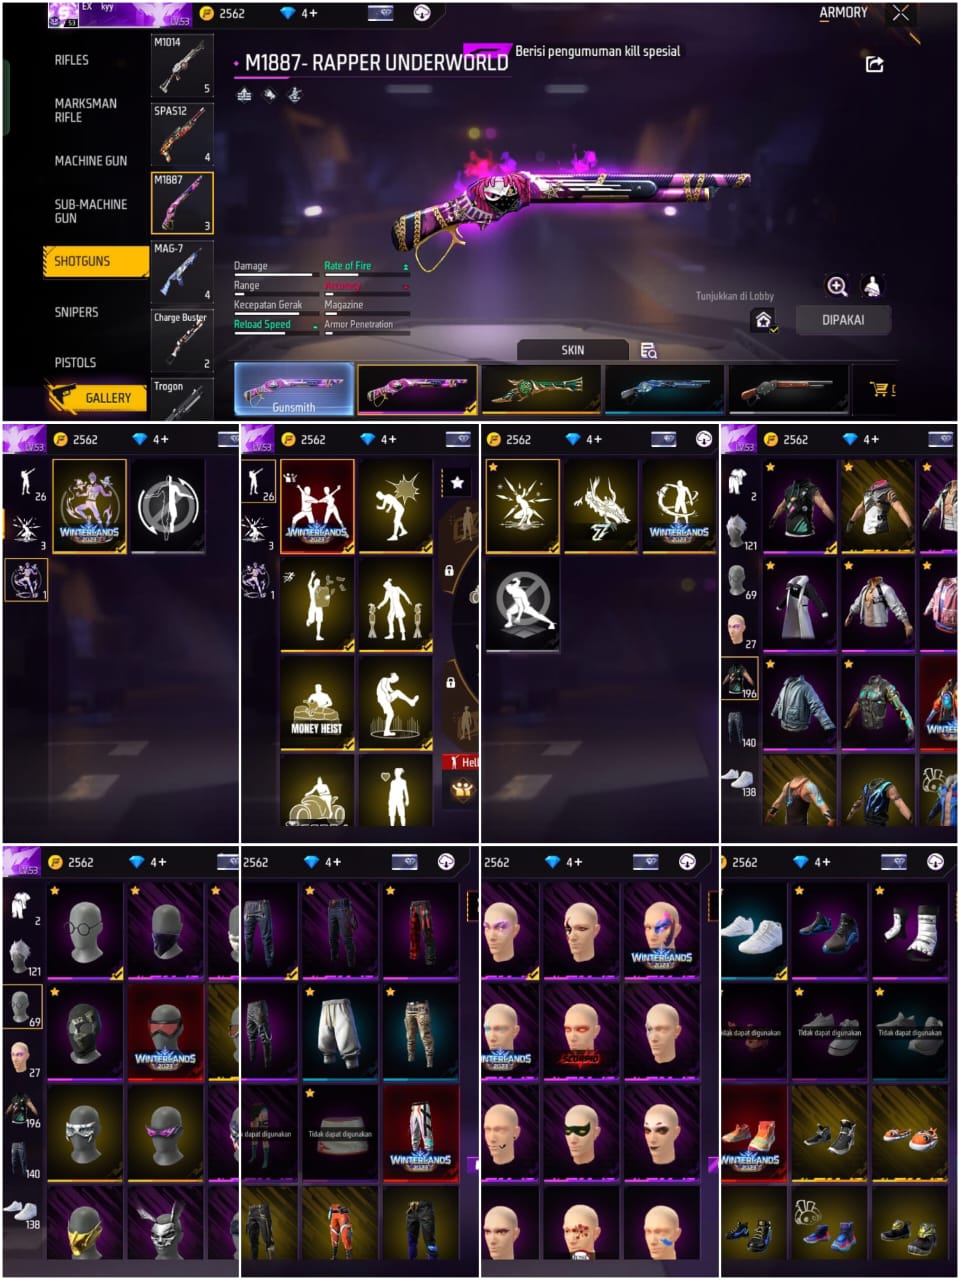 EX kyy
53
LV.53
2562
4+
ARMORY
RIFLES
MARKSMAN
RIFLE
MACHINE GUN
SUB-MACHINE
GUN
SHOTGUNS
SNIPERS
PISTOLS
GALLERY
M1014
5
SPAS12
4
M1887
3
MAG-7
4
Charge Buster
2
Trogon
M1887- RAPPER UNDERWORLD
Berisi pengumuman kill spesial
Damage
Rate of Fire
Range
Accuracy
Kecepatan Gerak
Magazine
Reload Speed
Armor Penetration
Tunjukkan di Lobby
DIPAKAI
SKIN
Gunsmith
LV.53
2562
4+
26
3
1
WINTERLANDS
2023
LV.53
2562
4+
26
3
1
WINTERLANDS
2023
MONEY HEIST
Hell
2562
4+
WINTERLANDS
2023
LV.53
2562
4+
2
121
69
27
196
140
138
WINTE
LV.53
2562
4+
2
121
69
27
196
140
138
WINTERLANDS
2023
2562
4+
dapat digunakan
Tidak dapat digunakan
WINTERLANDS
2023
2562
4+
WINTERLANDS
2023
WINTERLANDS
2023
SCORPIO
2562
4+
dapat digunakan
Tidak dapat digunakan
Tidak dapat digunakan
WINTERLANDS
2023